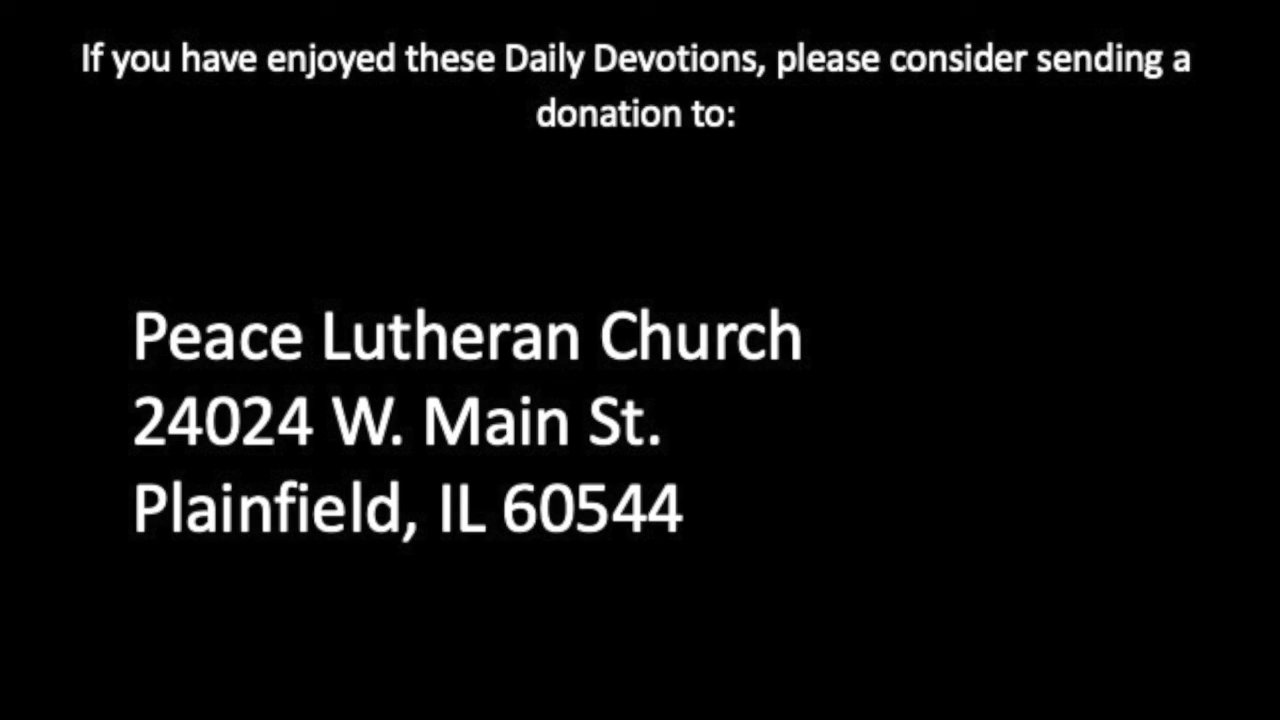 If you have enjoyed these Daily Devotions, please consider sending a
donation to:
Peace Lutheran Church
24024 W. Main St.
Plainfield, IL 60544